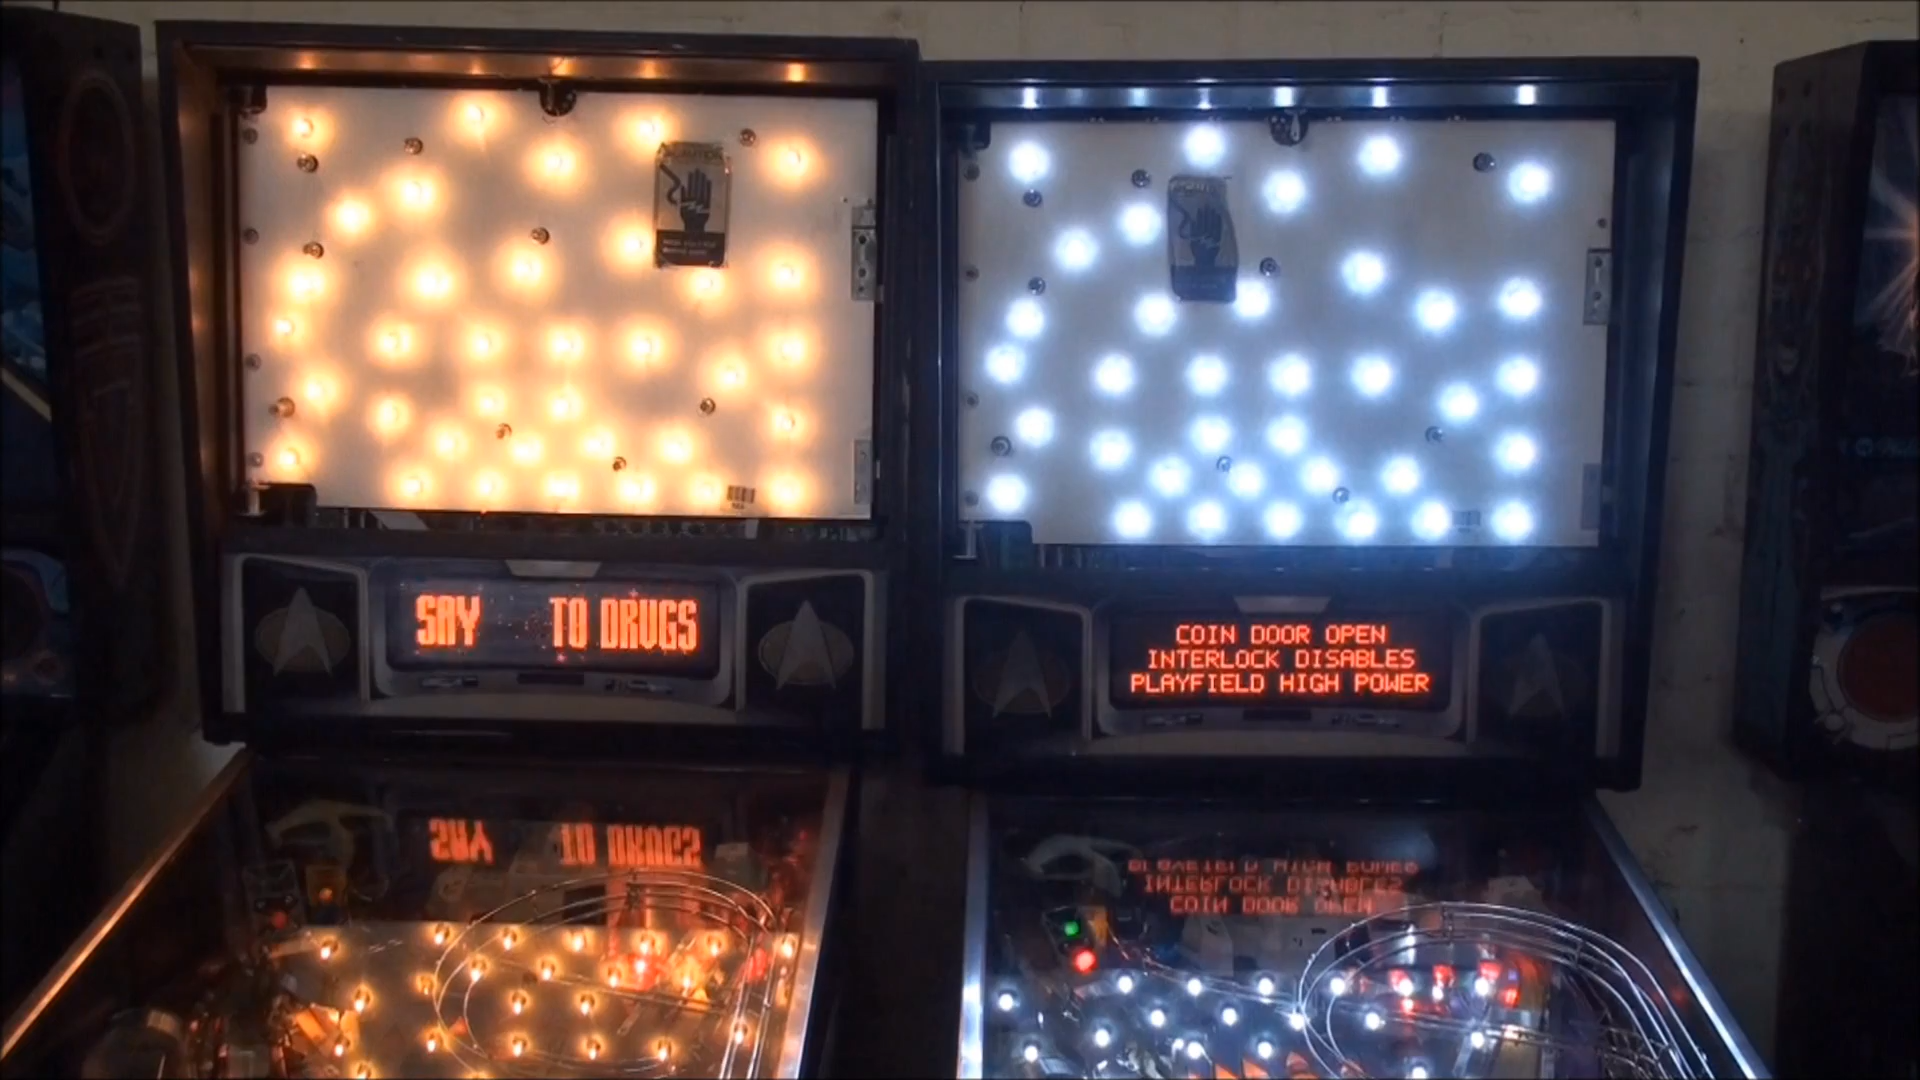 SAY TO DRUGS
COIN DOOR OPEN
INTERLOCK DISABLES
PLAYFIELD HIGH POWER